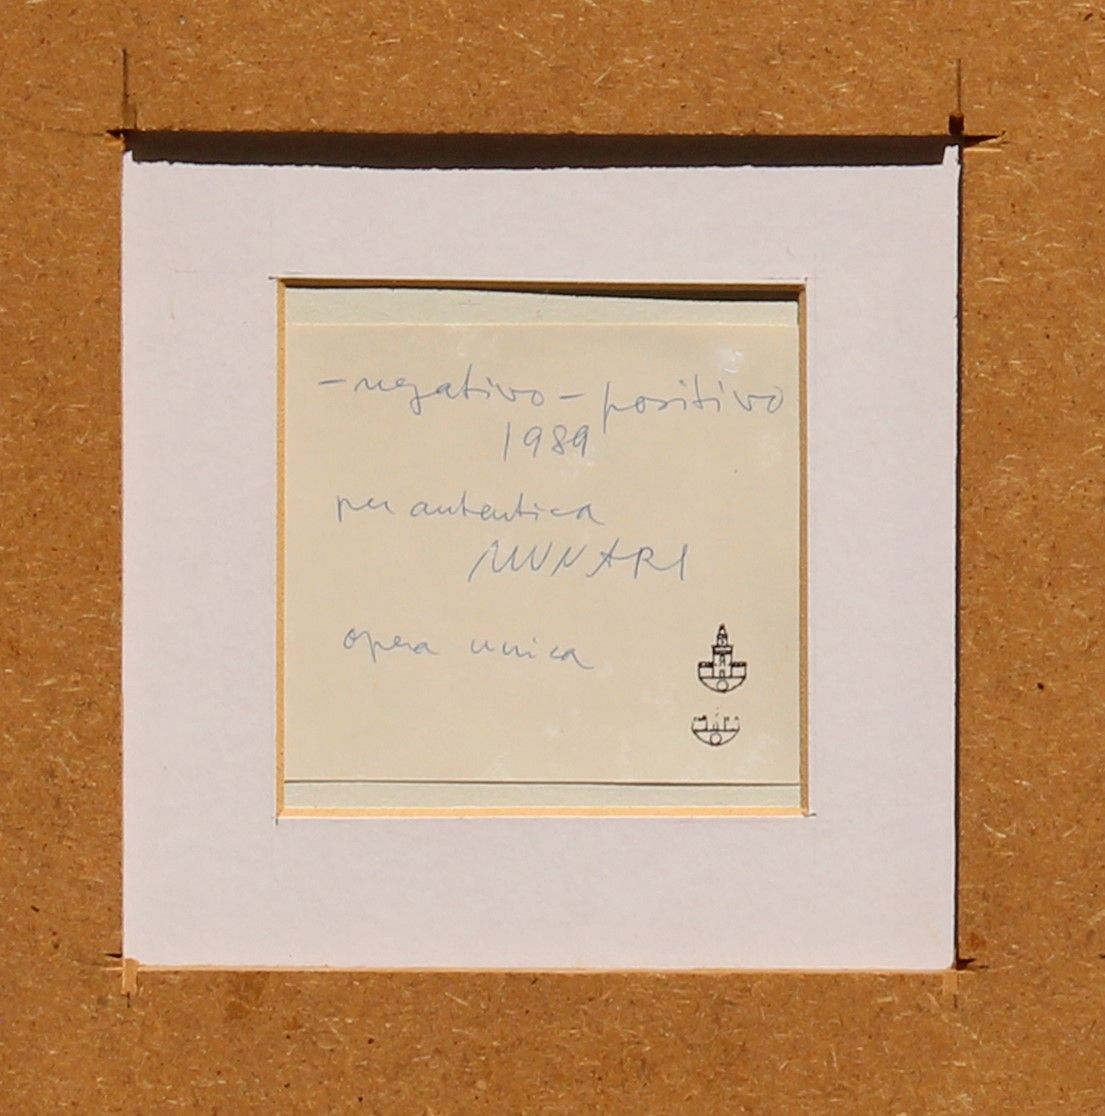 -negativo - positivo
1989
per autentica
MUNARI
opera unica